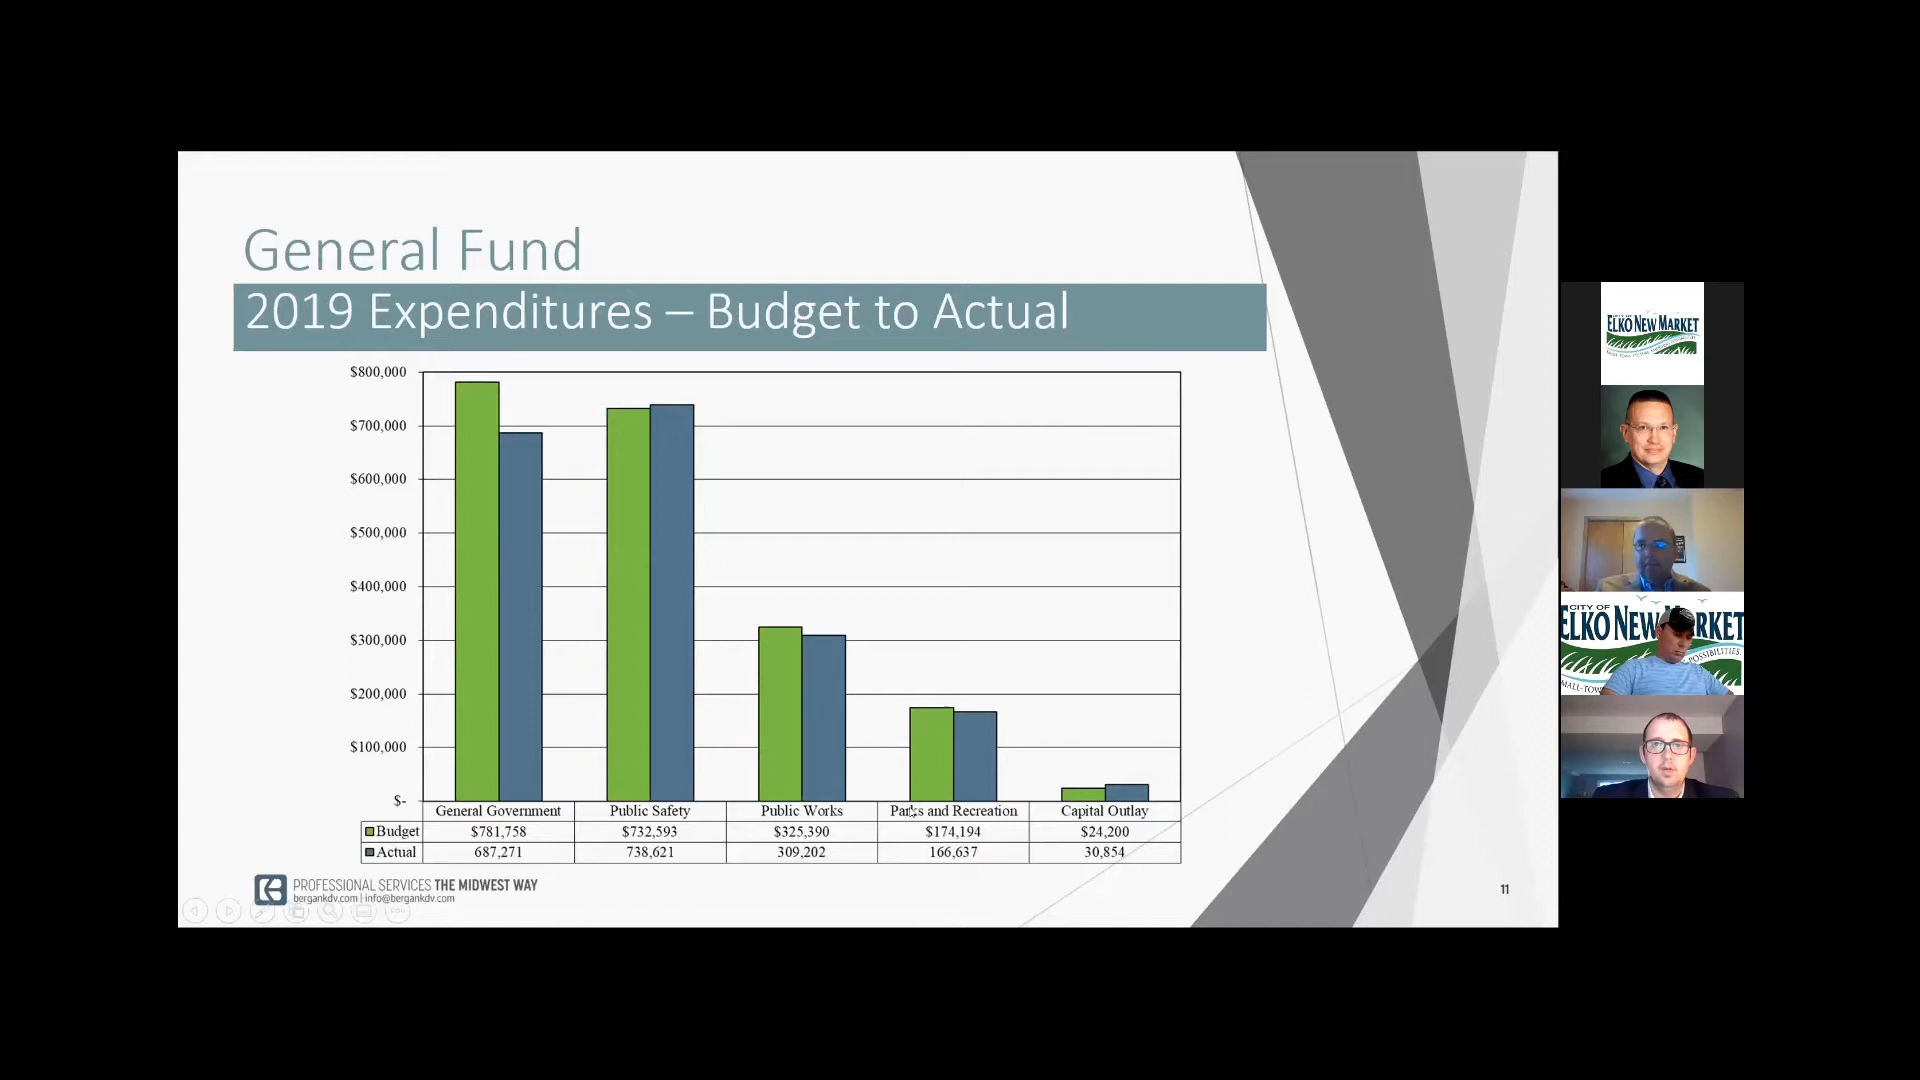 General Fund
2019 Expenditures – Budget to Actual
$800,000
$700,000
$600,000
$500,000
$400,000
$300,000
$200,000
$100,000
$-
General Government Public Safety Public Works Parks and Recreation Capital Outlay
Budget $781,758 $732,593 $325,390 $174,194 $24,200
Actual 687,271 738,621 309,202 166,637 30,854
PROFESSIONAL SERVICES THE MIDWEST WAY
bergankdv.com | info@bergankdv.com
11
CITY OF
ELKO NEW MARKET
CITY OF
ELKO NEW MARKET
POSSIBILITIES.